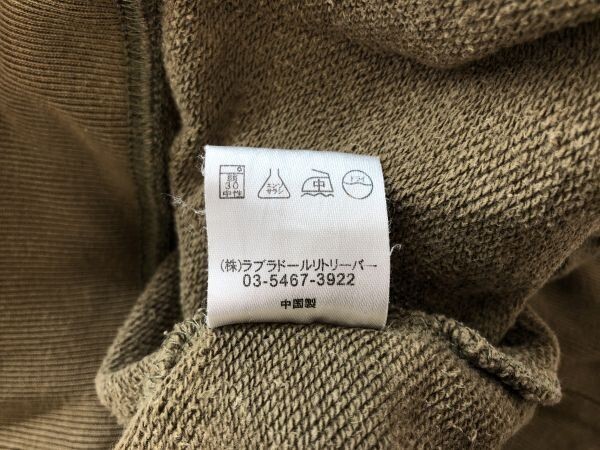 弱
30
中性
エンソ
サラシ
中
ドライ
(株)ラブラドールリトリーバー
03-5467-3922
中国製